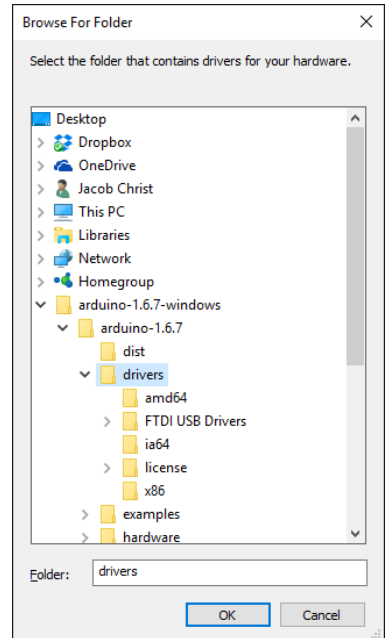 Browse For Folder
Select the folder that contains drivers for your hardware.
Desktop
Dropbox
OneDrive
Jacob Christ
This PC
Libraries
Network
Homegroup
arduino-1.6.7-windows
arduino-1.6.7
dist
drivers
amd64
FTDI USB Drivers
ia64
license
x86
examples
hardware
Folder: drivers
OK Cancel